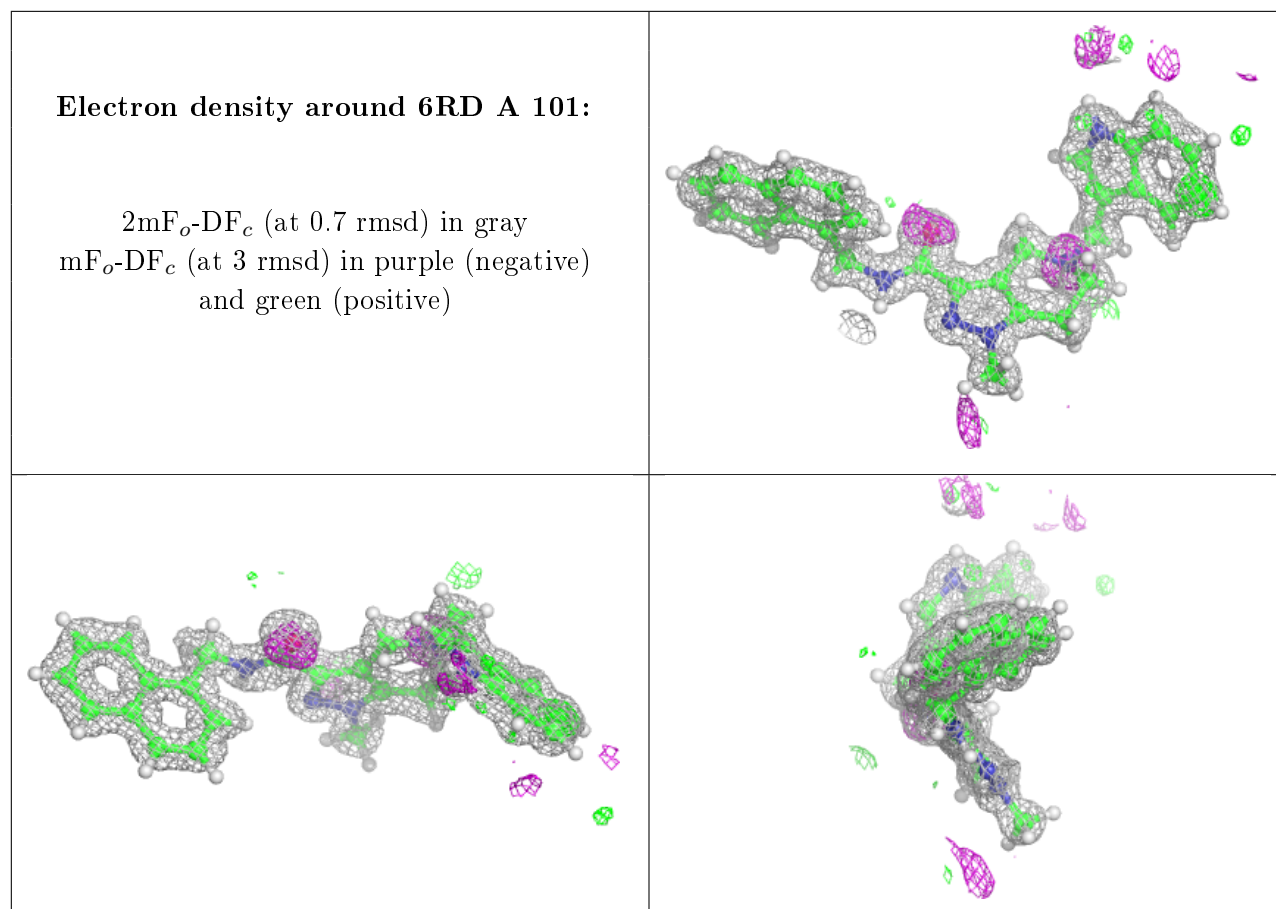 Electron density around 6RD A 101:
2mFₒ-DF𝒸 (at 0.7 rmsd) in gray
mFₒ-DF𝒸 (at 3 rmsd) in purple (negative)
and green (positive)